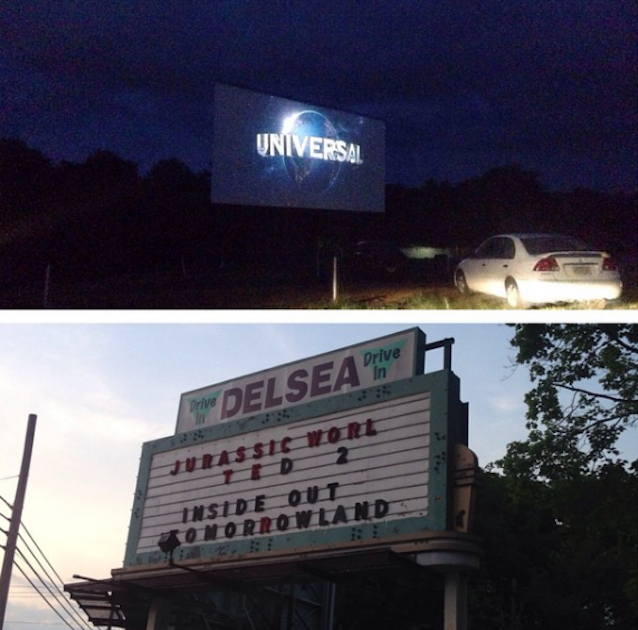 UNIVERSAL
Drive In DELSEA Drive In
JURASSIC WORL
TED 2
INSIDE OUT
TOMORROWLAND